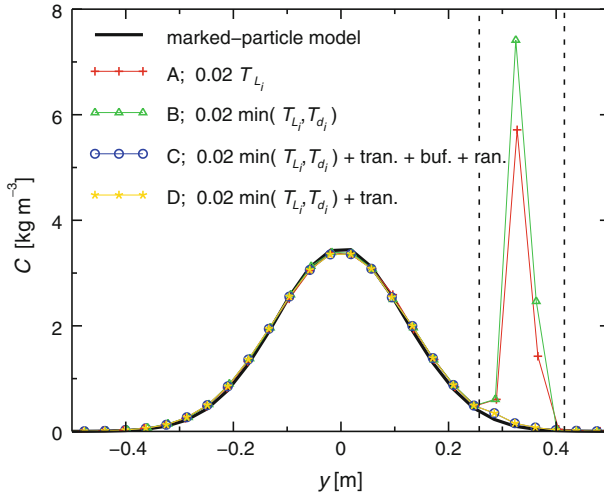 8
6
4
2
0
C [kg m⁻³]
marked–particle model
A; 0.02 T_{L_i}
B; 0.02 min( T_{L_i}, T_{d_i})
C; 0.02 min( T_{L_i}, T_{d_i}) + tran. + buf. + ran.
D; 0.02 min( T_{L_i}, T_{d_i}) + tran.
−0.4 −0.2 0 0.2 0.4
y [m]